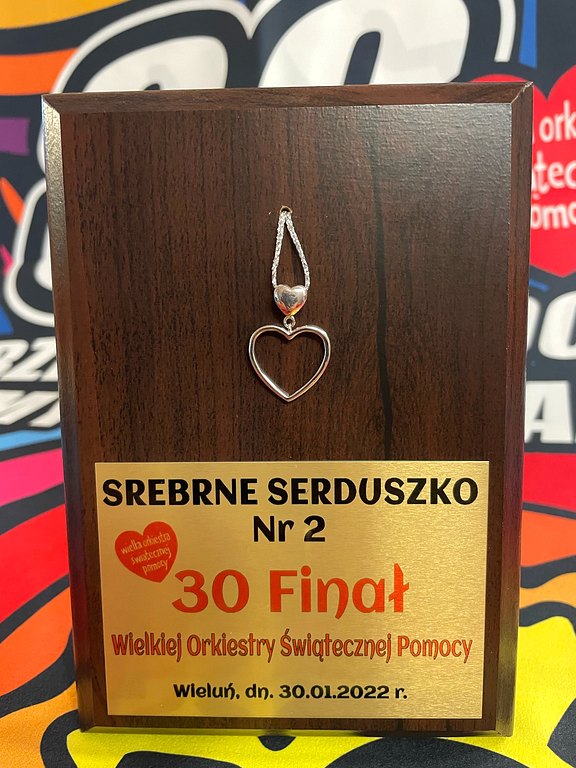 SREBRNE SERDUSZKO
Nr 2
wielka orkiestra
świątecznej
pomocy
30 Finał
Wielkiej Orkiestry Świątecznej Pomocy
Wieluń, dn. 30.01.2022 r.